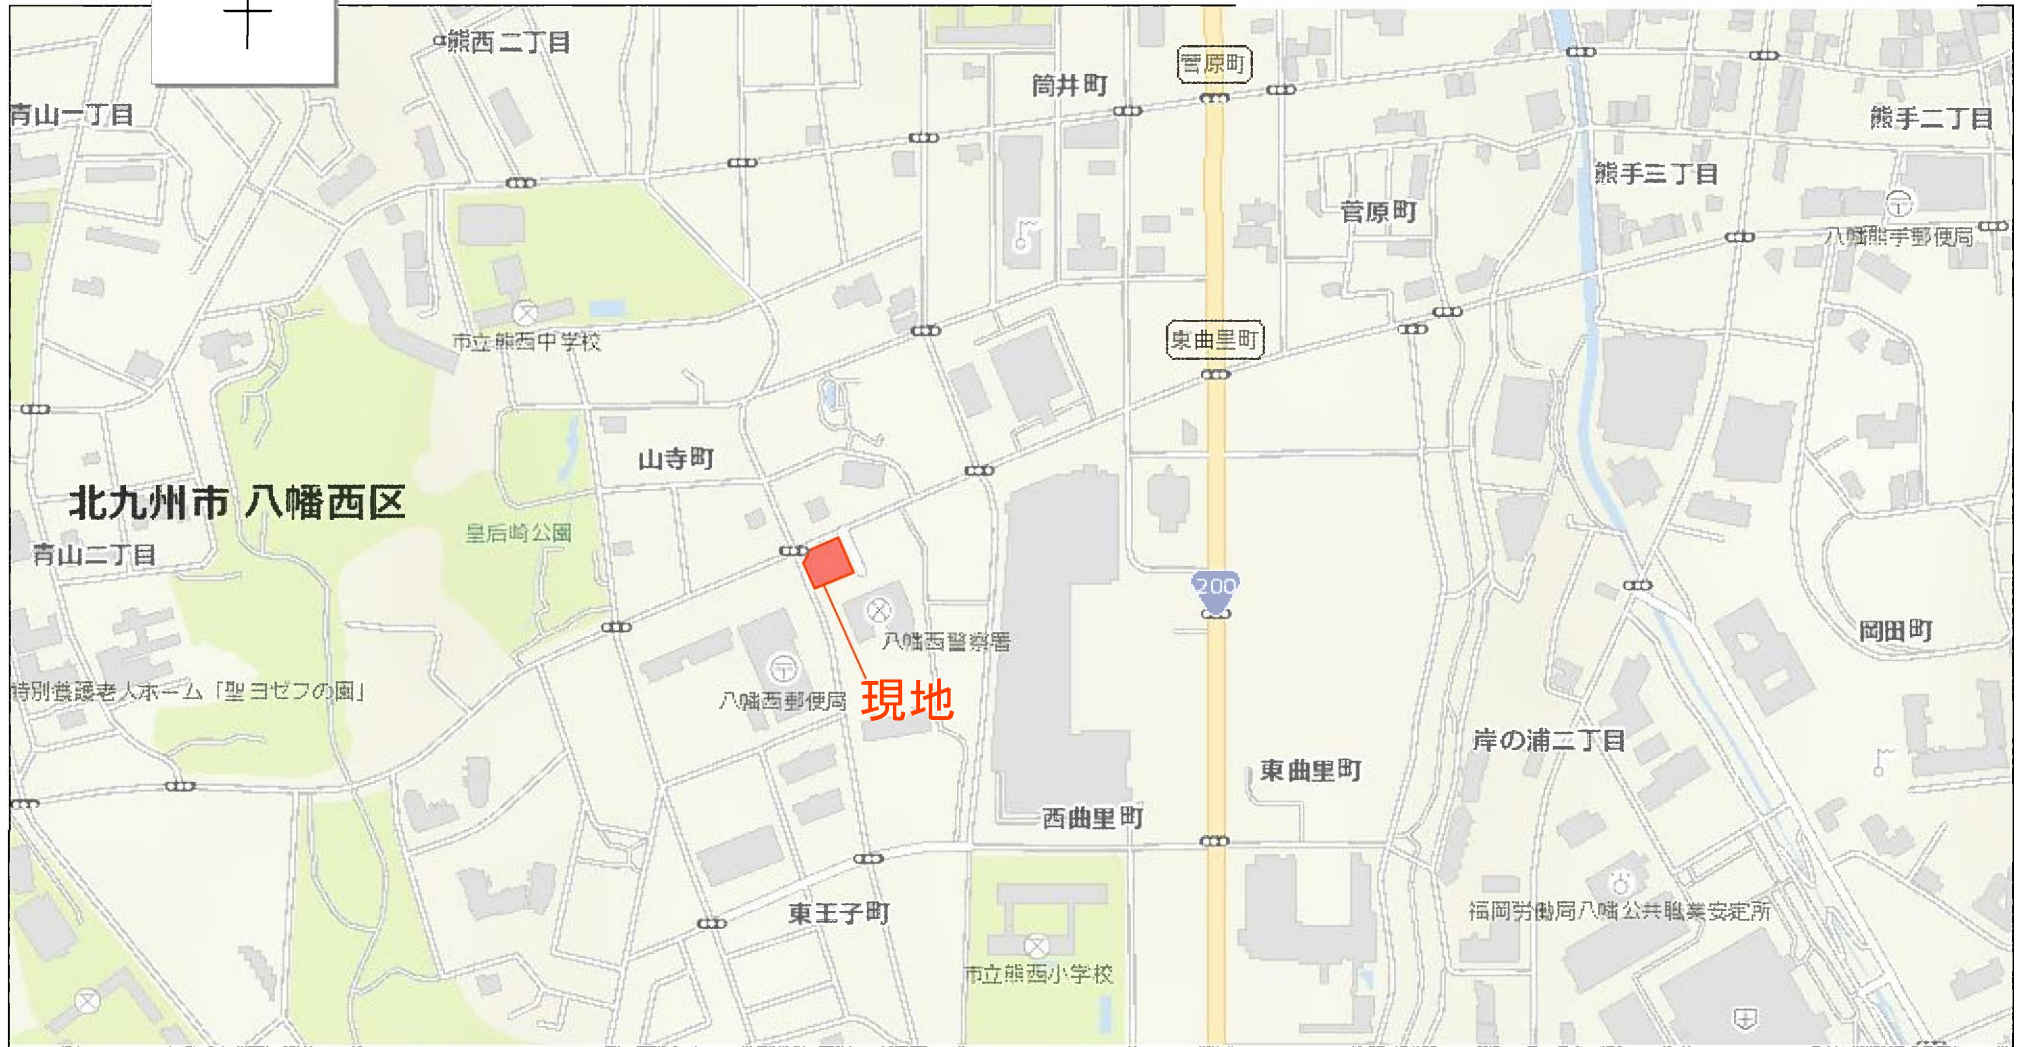 熊西二丁目
菅原町
筒井町
青山一丁目
熊手二丁目
熊手三丁目
菅原町
八幡熊手郵便局
市立熊西中学校
東曲里町
山寺町
北九州市 八幡西区
皇后崎公園
青山二丁目
200
岡田町
八幡西警察署
特別養護老人ホーム「聖ヨゼフの園」
八幡西郵便局
現地
岸の浦二丁目
東曲里町
西曲里町
東王子町
福岡労働局八幡公共職業安定所
市立熊西小学校